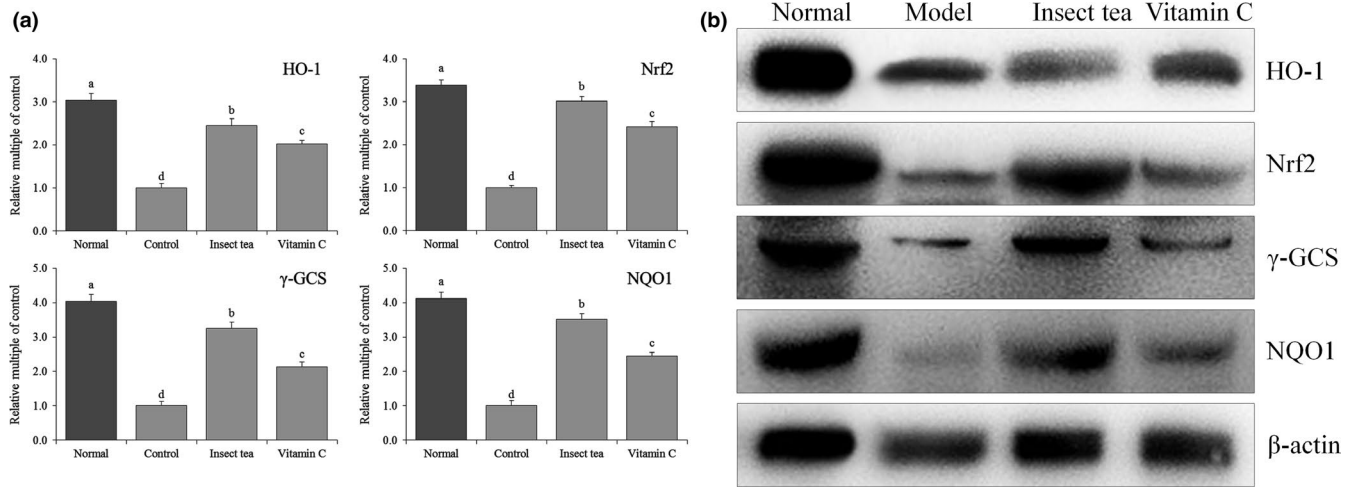 (a)
HO-1
Relative multiple of control
4.0
3.0
2.0
1.0
0.0
a
d
b
c
Normal Control Insect tea Vitamin C
Nrf2
Relative multiple of control
4.0
3.0
2.0
1.0
0.0
a
d
b
c
Normal Control Insect tea Vitamin C
γ-GCS
Relative multiple of control
5.0
4.0
3.0
2.0
1.0
0.0
a
d
b
c
Normal Control Insect tea Vitamin C
NQO1
Relative multiple of control
5.0
4.0
3.0
2.0
1.0
0.0
a
d
b
c
Normal Control Insect tea Vitamin C
(b)
Normal Model Insect tea Vitamin C
HO-1
Nrf2
γ-GCS
NQO1
β-actin